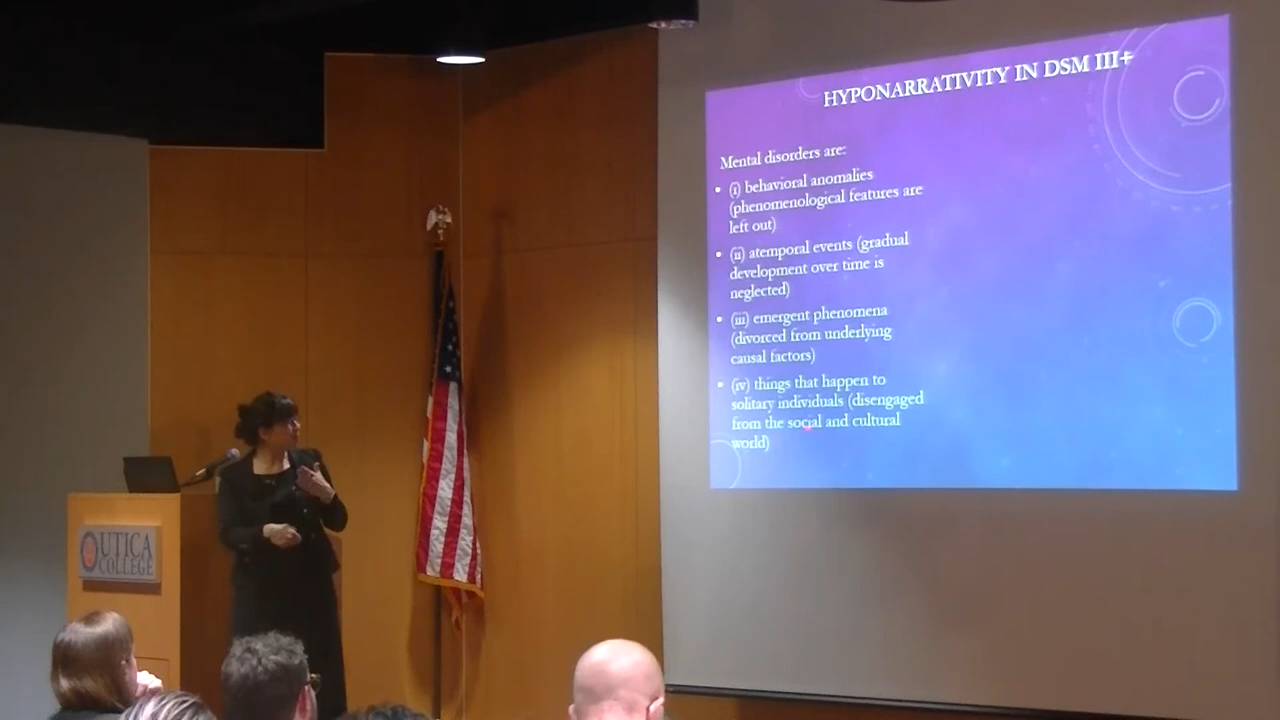 HYPONARRATIVITY IN DSM III+
Mental disorders are:
• (i) behavioral anomalies
(phenomenological features are
left out)
• (ii) atemporal events (gradual
development over time is
neglected)
• (iii) emergent phenomena
(divorced from underlying
causal factors)
• (iv) things that happen to
solitary individuals (disengaged
from the social and cultural
world)
UTICA
COLLEGE